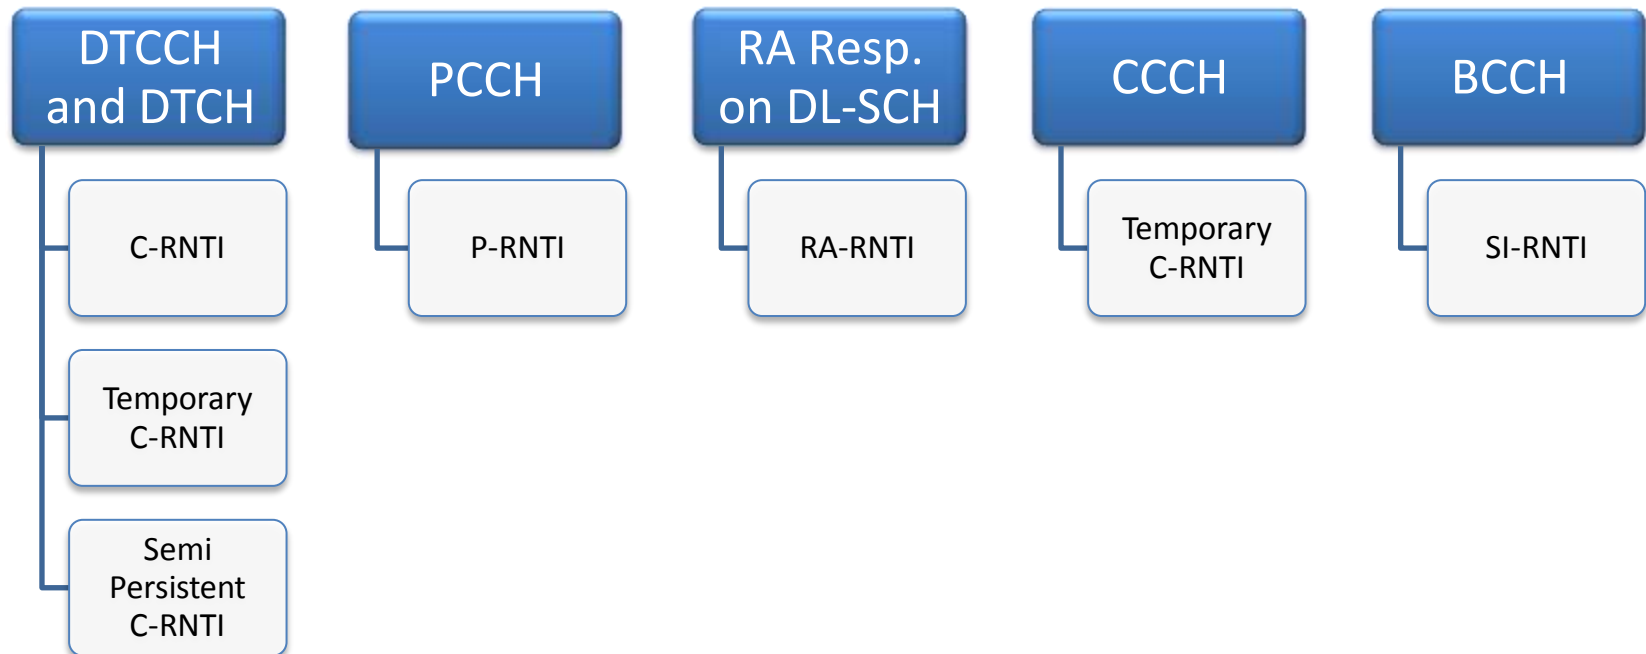 DTCCH
and DTCH
C-RNTI
Temporary
C-RNTI
Semi
Persistent
C-RNTI
PCCH
P-RNTI
RA Resp.
on DL-SCH
RA-RNTI
CCCH
Temporary
C-RNTI
BCCH
SI-RNTI